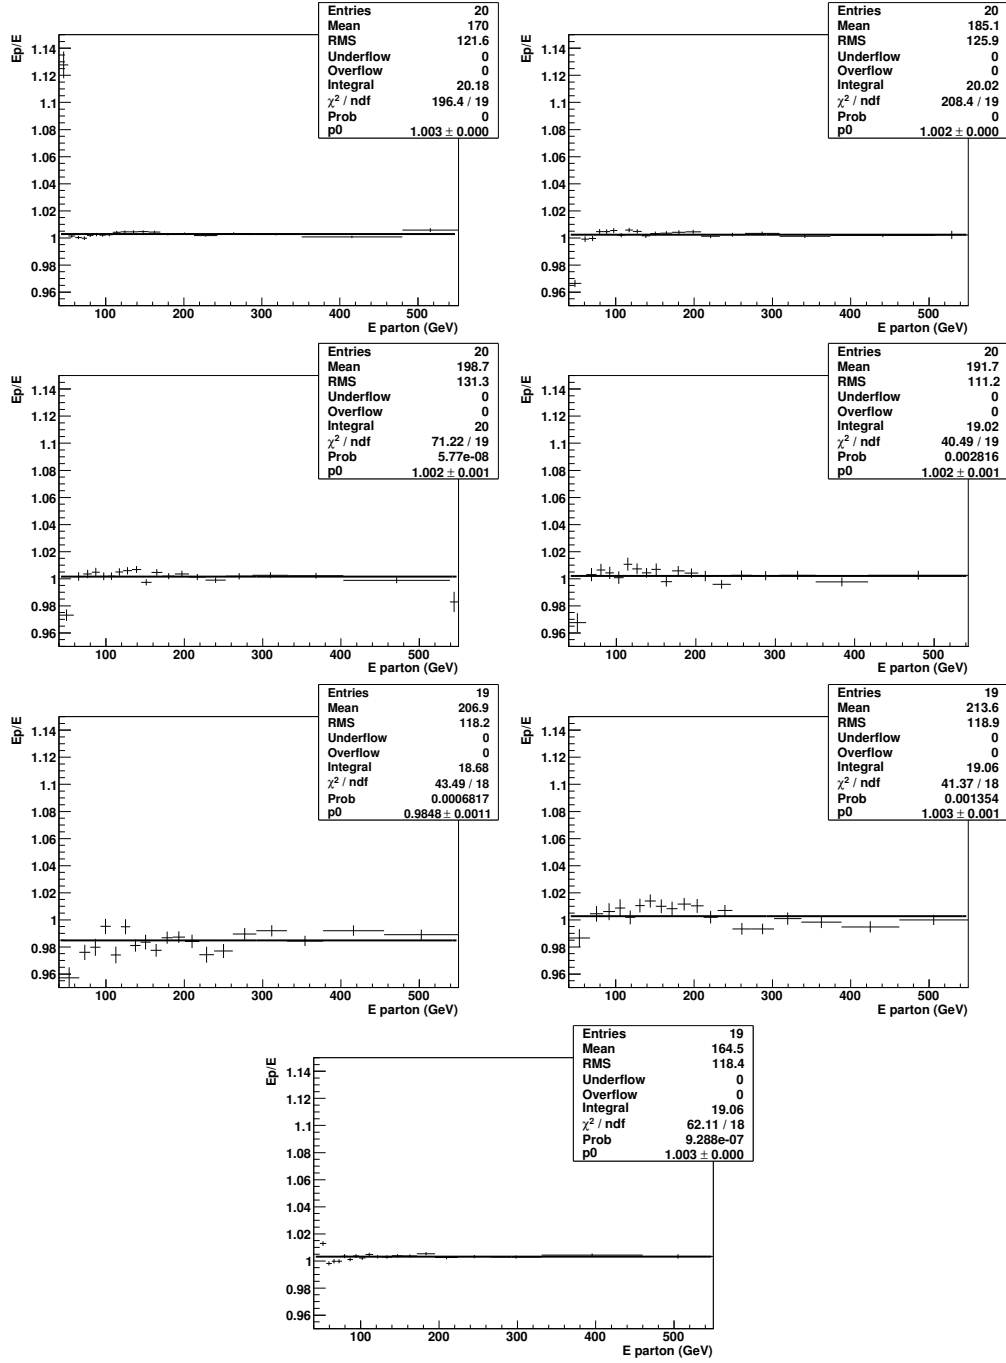 Entries 20
Mean 170
RMS 121.6
Underflow 0
Overflow 0
Integral 20.18
χ² / ndf 196.4 / 19
Prob 0
p0 1.003 ± 0.000
Ep/E
1.14
1.12
1.1
1.08
1.06
1.04
1.02
1
0.98
0.96
100 200 300 400 500
E parton (GeV)
Entries 20
Mean 185.1
RMS 125.9
Underflow 0
Overflow 0
Integral 20.02
χ² / ndf 208.4 / 19
Prob 0
p0 1.002 ± 0.000
Ep/E
1.14
1.12
1.1
1.08
1.06
1.04
1.02
1
0.98
0.96
100 200 300 400 500
E parton (GeV)
Entries 20
Mean 198.7
RMS 131.3
Underflow 0
Overflow 0
Integral 20
χ² / ndf 71.22 / 19
Prob 5.77e-08
p0 1.002 ± 0.001
Ep/E
1.14
1.12
1.1
1.08
1.06
1.04
1.02
1
0.98
0.96
100 200 300 400 500
E parton (GeV)
Entries 20
Mean 191.7
RMS 111.2
Underflow 0
Overflow 0
Integral 19.02
χ² / ndf 40.49 / 19
Prob 0.002816
p0 1.002 ± 0.001
Ep/E
1.14
1.12
1.1
1.08
1.06
1.04
1.02
1
0.98
0.96
100 200 300 400 500
E parton (GeV)
Entries 19
Mean 206.9
RMS 118.2
Underflow 0
Overflow 0
Integral 18.68
χ² / ndf 43.49 / 18
Prob 0.0006817
p0 0.9848 ± 0.0011
Ep/E
1.14
1.12
1.1
1.08
1.06
1.04
1.02
1
0.98
0.96
100 200 300 400 500
E parton (GeV)
Entries 19
Mean 213.6
RMS 118.9
Underflow 0
Overflow 0
Integral 19.06
χ² / ndf 41.37 / 18
Prob 0.001354
p0 1.003 ± 0.001
Ep/E
1.14
1.12
1.1
1.08
1.06
1.04
1.02
1
0.98
0.96
100 200 300 400 500
E parton (GeV)
Entries 19
Mean 164.5
RMS 118.4
Underflow 0
Overflow 0
Integral 19.06
χ² / ndf 62.11 / 18
Prob 9.288e-07
p0 1.003 ± 0.000
Ep/E
1.14
1.12
1.1
1.08
1.06
1.04
1.02
1
0.98
0.96
100 200 300 400 500
E parton (GeV)